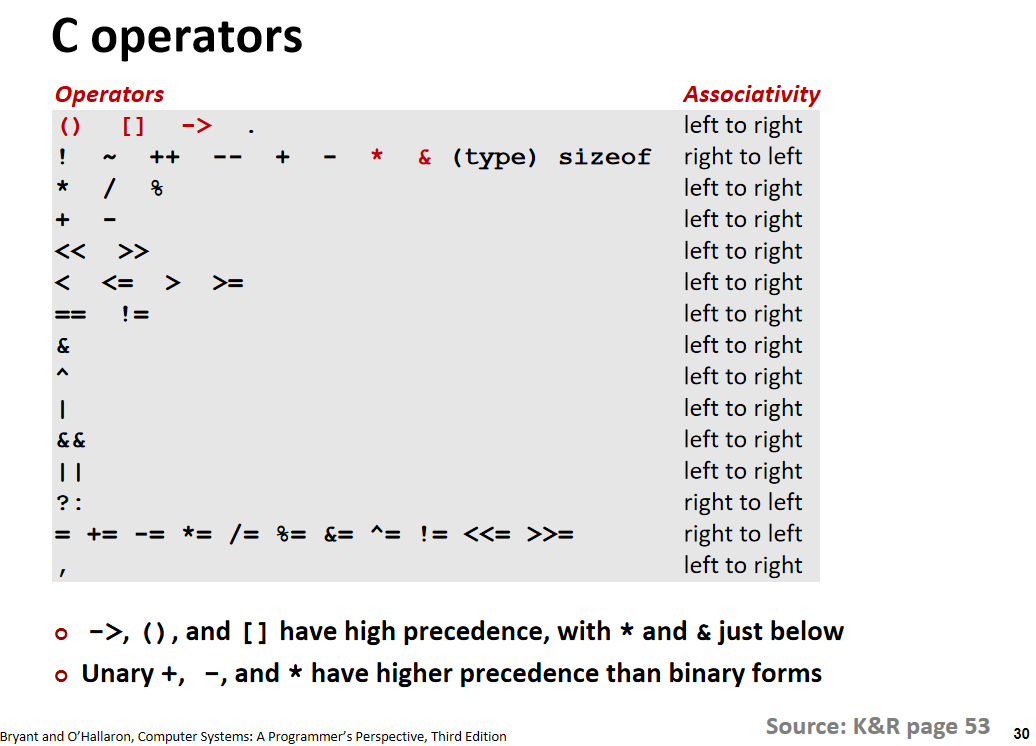 C operators
Operators Associativity
() [] -> . left to right
! ~ ++ -- + - * & (type) sizeof right to left
* / % left to right
+ - left to right
<< >> left to right
< <= > >= left to right
== != left to right
& left to right
^ left to right
| left to right
&& left to right
|| left to right
?: right to left
= += -= *= /= %= &= ^= != <<= >>= right to left
, left to right
->, (), and [] have high precedence, with * and & just below
Unary +, -, and * have higher precedence than binary forms
Source: K&R page 53
Bryant and O'Hallaron, Computer Systems: A Programmer's Perspective, Third Edition 30